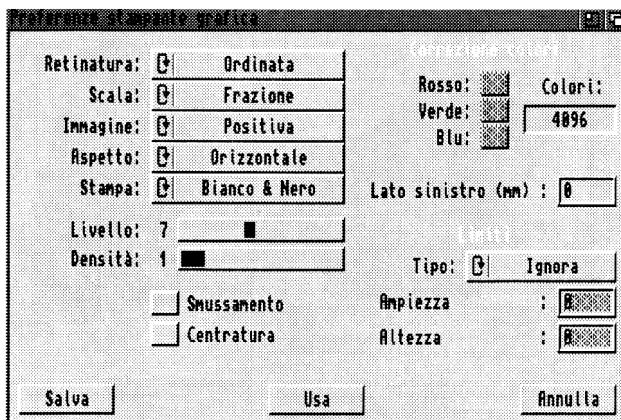 Preferenze stampante grafica
Retinatura: Ordinata
Scala: Frazione
Immagine: Positiva
Aspetto: Orizzontale
Stampa: Bianco & Nero
Livello: 7
Densità: 1
Smussamento
Centratura
Correzione colori
Rosso:
Verde:
Blu:
Colori:
4096
Lato sinistro (mm) : 0
Limiti
Tipo: Ignora
Ampiezza : 0
Altezza : 0
Salva
Usa
Annulla